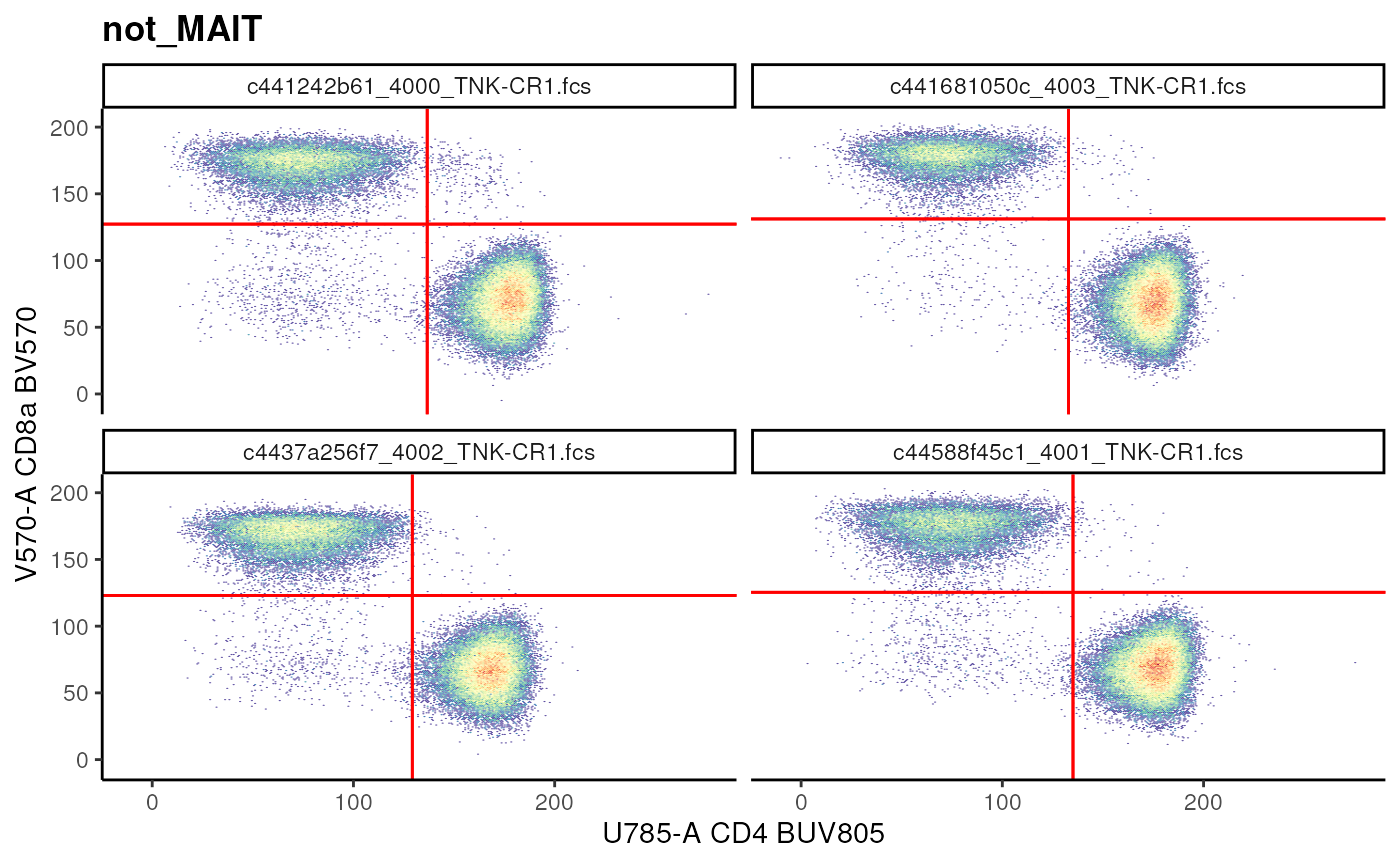 not_MAIT
c441242b61_4000_TNK-CR1.fcs
c441681050c_4003_TNK-CR1.fcs
200
150
100
50
0
V570-A CD8a BV570
c4437a256f7_4002_TNK-CR1.fcs
c44588f45c1_4001_TNK-CR1.fcs
200
150
100
50
0
0 100 200
0 100 200
U785-A CD4 BUV805